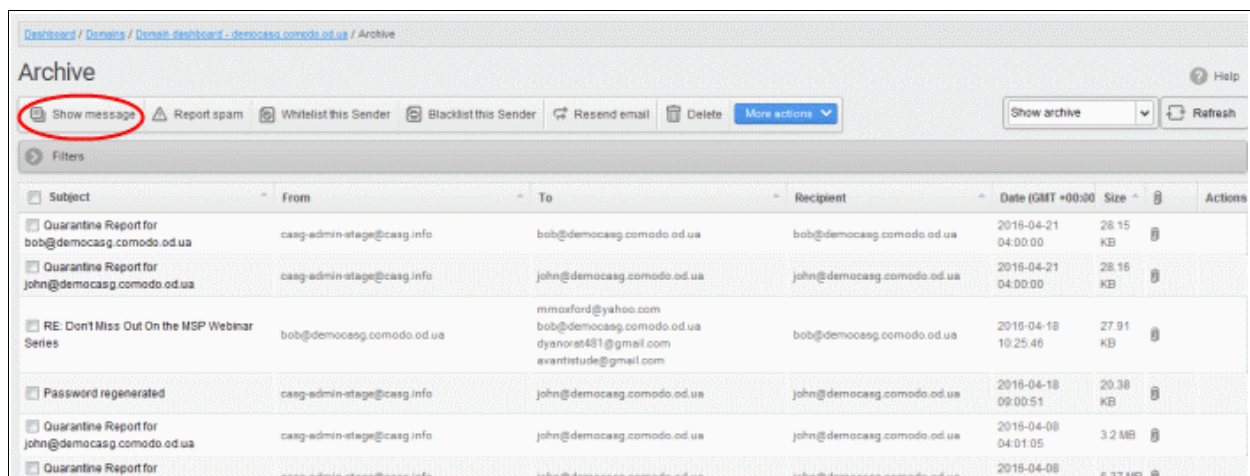 Dashboard / Domains / Domain dashboard - democasg.comodo.od.ua / Archive
Archive
Help
Show message Report spam Whitelist this Sender Blacklist this Sender Resend email Delete More actions Show archive Refresh
Filters
Subject From To Recipient Date (GMT +00:00 Size Actions
Quarantine Report for
bob@democasg.comodo.od.ua casg-admin-stage@casg.info bob@democasg.comodo.od.ua bob@democasg.comodo.od.ua 2016-04-21 28.15
04:00:00 KB
Quarantine Report for
john@democasg.comodo.od.ua casg-admin-stage@casg.info john@democasg.comodo.od.ua john@democasg.comodo.od.ua 2016-04-21 28.16
04:00:00 KB
mmoxford@yahoo.com
RE: Don't Miss Out On the MSP Webinar bob@democasg.comodo.od.ua 2016-04-18 27.91
Series bob@democasg.comodo.od.ua dyanorat481@gmail.com bob@democasg.comodo.od.ua 10:25:46 KB
avantistude@gmail.com
Password regenerated casg-admin-stage@casg.info john@democasg.comodo.od.ua john@democasg.comodo.od.ua 2016-04-18 20.38
09:00:51 KB
Quarantine Report for
john@democasg.comodo.od.ua casg-admin-stage@casg.info john@democasg.comodo.od.ua john@democasg.comodo.od.ua 2016-04-08 3.2 MB
04:01:05
Quarantine Report for 2016-04-08